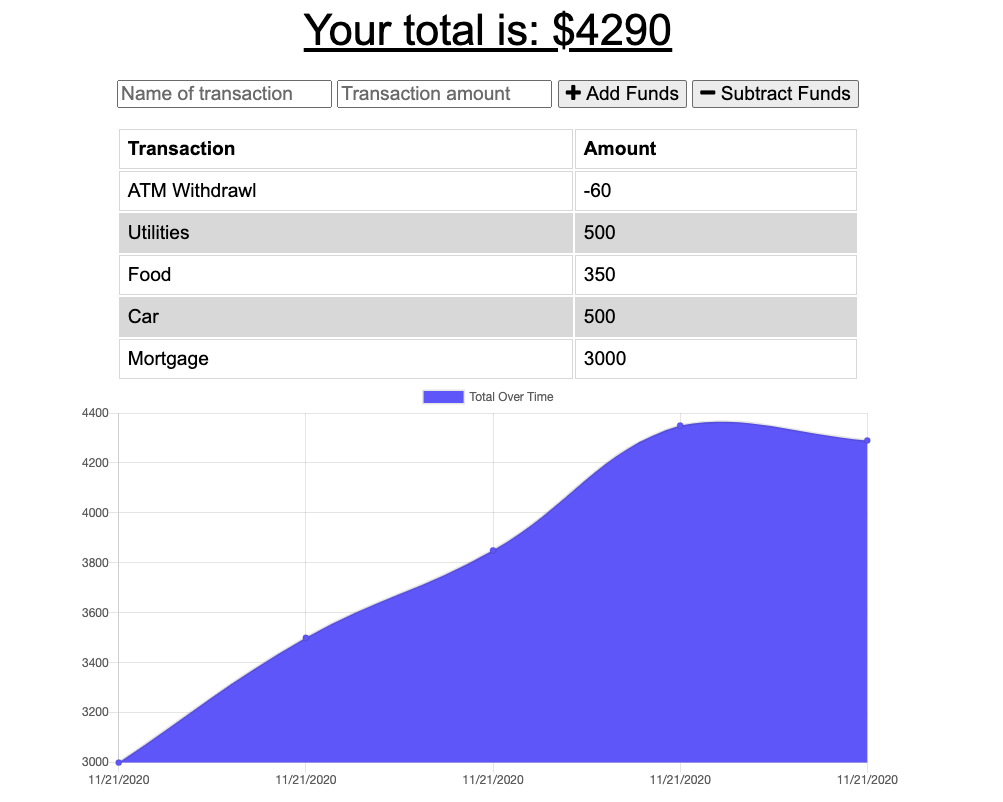 Your total is: $4290
Name of transaction Transaction amount + Add Funds − Subtract Funds
Transaction Amount
ATM Withdrawl -60
Utilities 500
Food 350
Car 500
Mortgage 3000
Total Over Time
4400
4200
4000
3800
3600
3400
3200
3000
11/21/2020 11/21/2020 11/21/2020 11/21/2020 11/21/2020